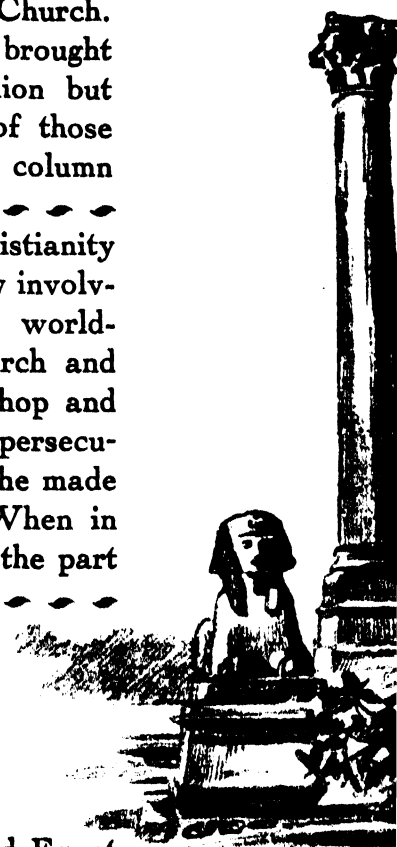 Church.
brought
ion but
of those
column
istianity
involv-
world-
rch and
hop and
persecu-
he made
When in
the part